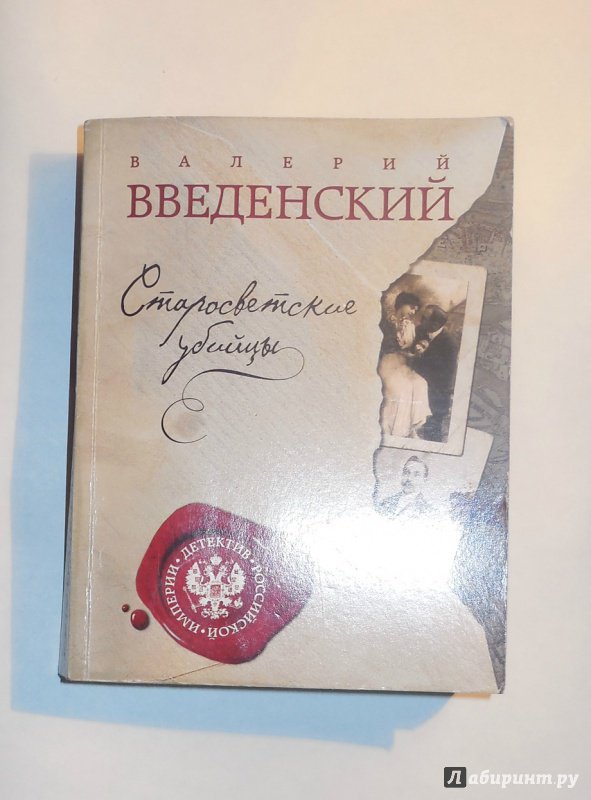 ВАЛЕРИЙ
ВВЕДЕНСКИЙ
Старосветские
убийцы
ДЕТЕКТИВ • РОССИЙСКОЙ • ИМПЕРИИ •
Лабиринт.ру